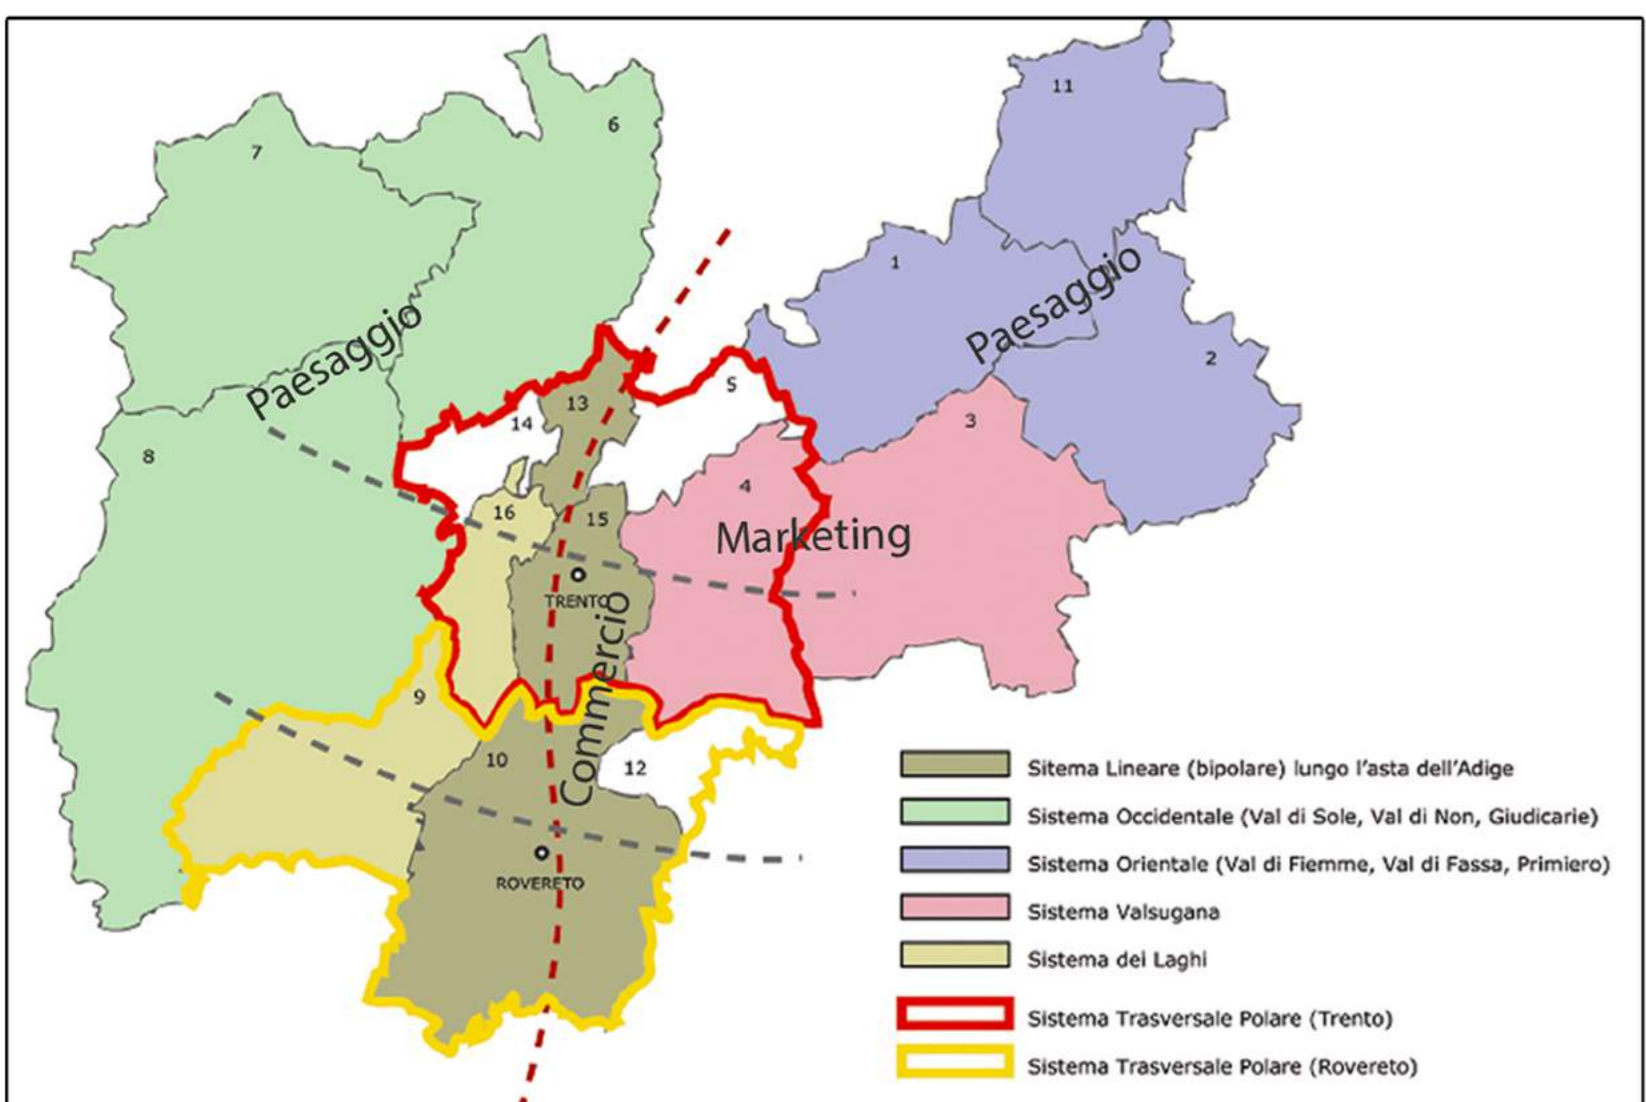 11
6
7
1
Paesaggio
Paesaggio
2
5
13
14
3
8
4
16
15
Marketing
TRENTO
Commercio
9
10
12
ROVERETO
Sitema Lineare (bipolare) lungo l'asta dell'Adige
Sistema Occidentale (Val di Sole, Val di Non, Giudicarie)
Sistema Orientale (Val di Fiemme, Val di Fassa, Primiero)
Sistema Valsugana
Sistema dei Laghi
Sistema Trasversale Polare (Trento)
Sistema Trasversale Polare (Rovereto)